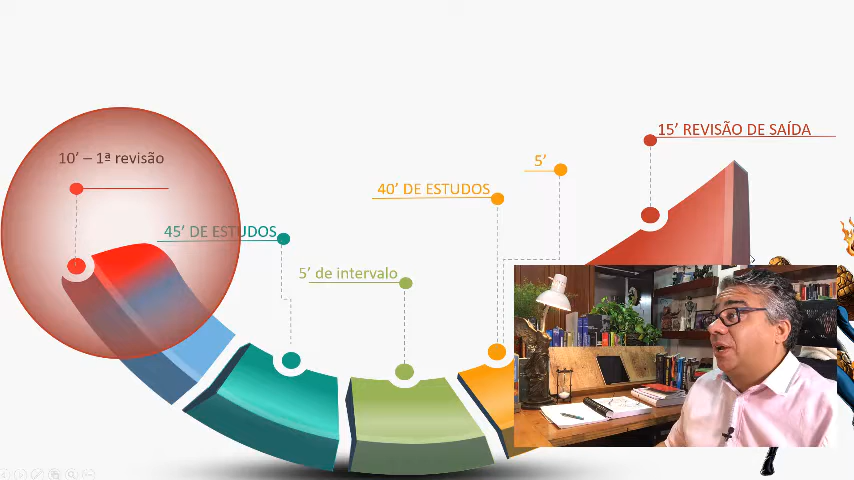 10’ – 1ª revisão
45’ DE ESTUDOS
5’ de intervalo
40’ DE ESTUDOS
5’
15’ REVISÃO DE SAÍDA